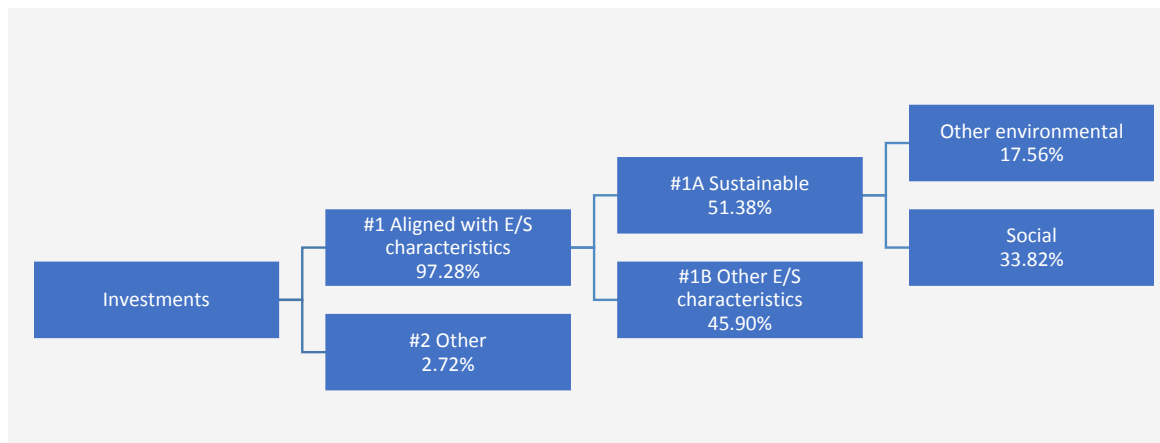 Investments
#1 Aligned with E/S
characteristics
97.28%
#2 Other
2.72%
#1A Sustainable
51.38%
#1B Other E/S
characteristics
45.90%
Other environmental
17.56%
Social
33.82%